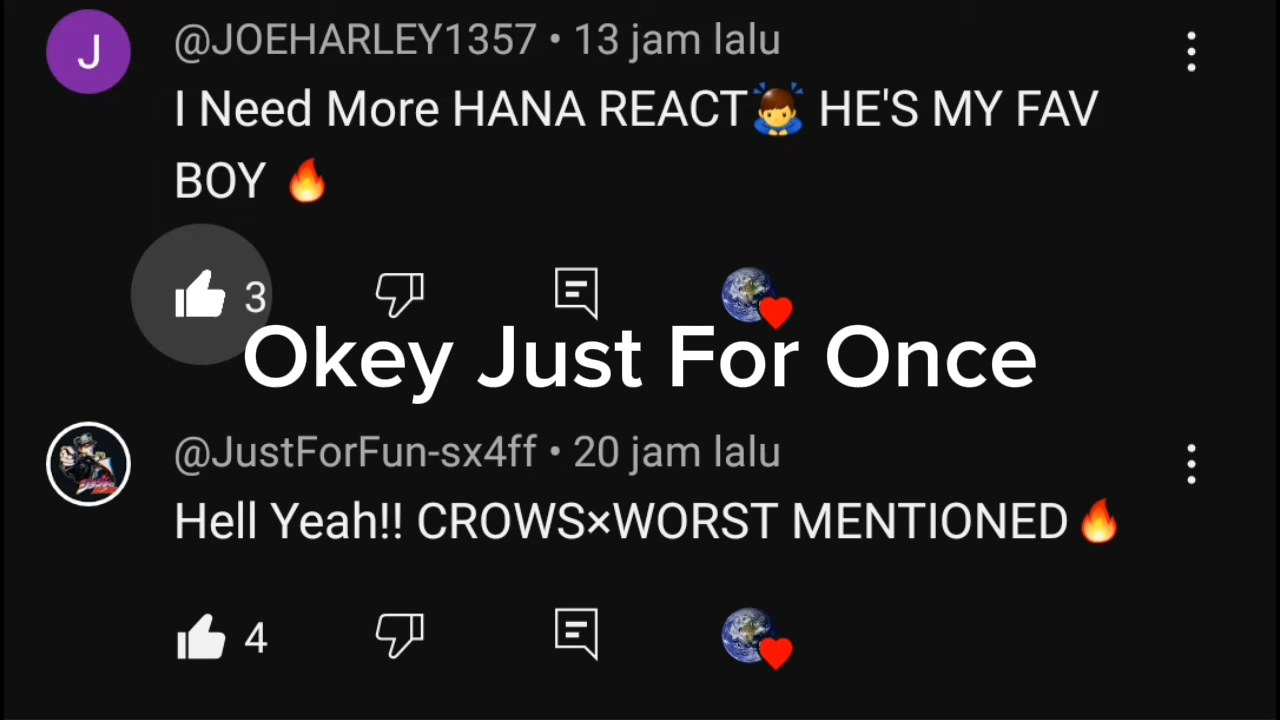 J
@JOEHARLEY1357 • 13 jam lalu
I Need More HANA REACT🙇‍♂️ HE'S MY FAV
BOY 🔥
3
Okey Just For Once
@JustForFun-sx4ff • 20 jam lalu
Hell Yeah!! CROWS×WORST MENTIONED🔥
4